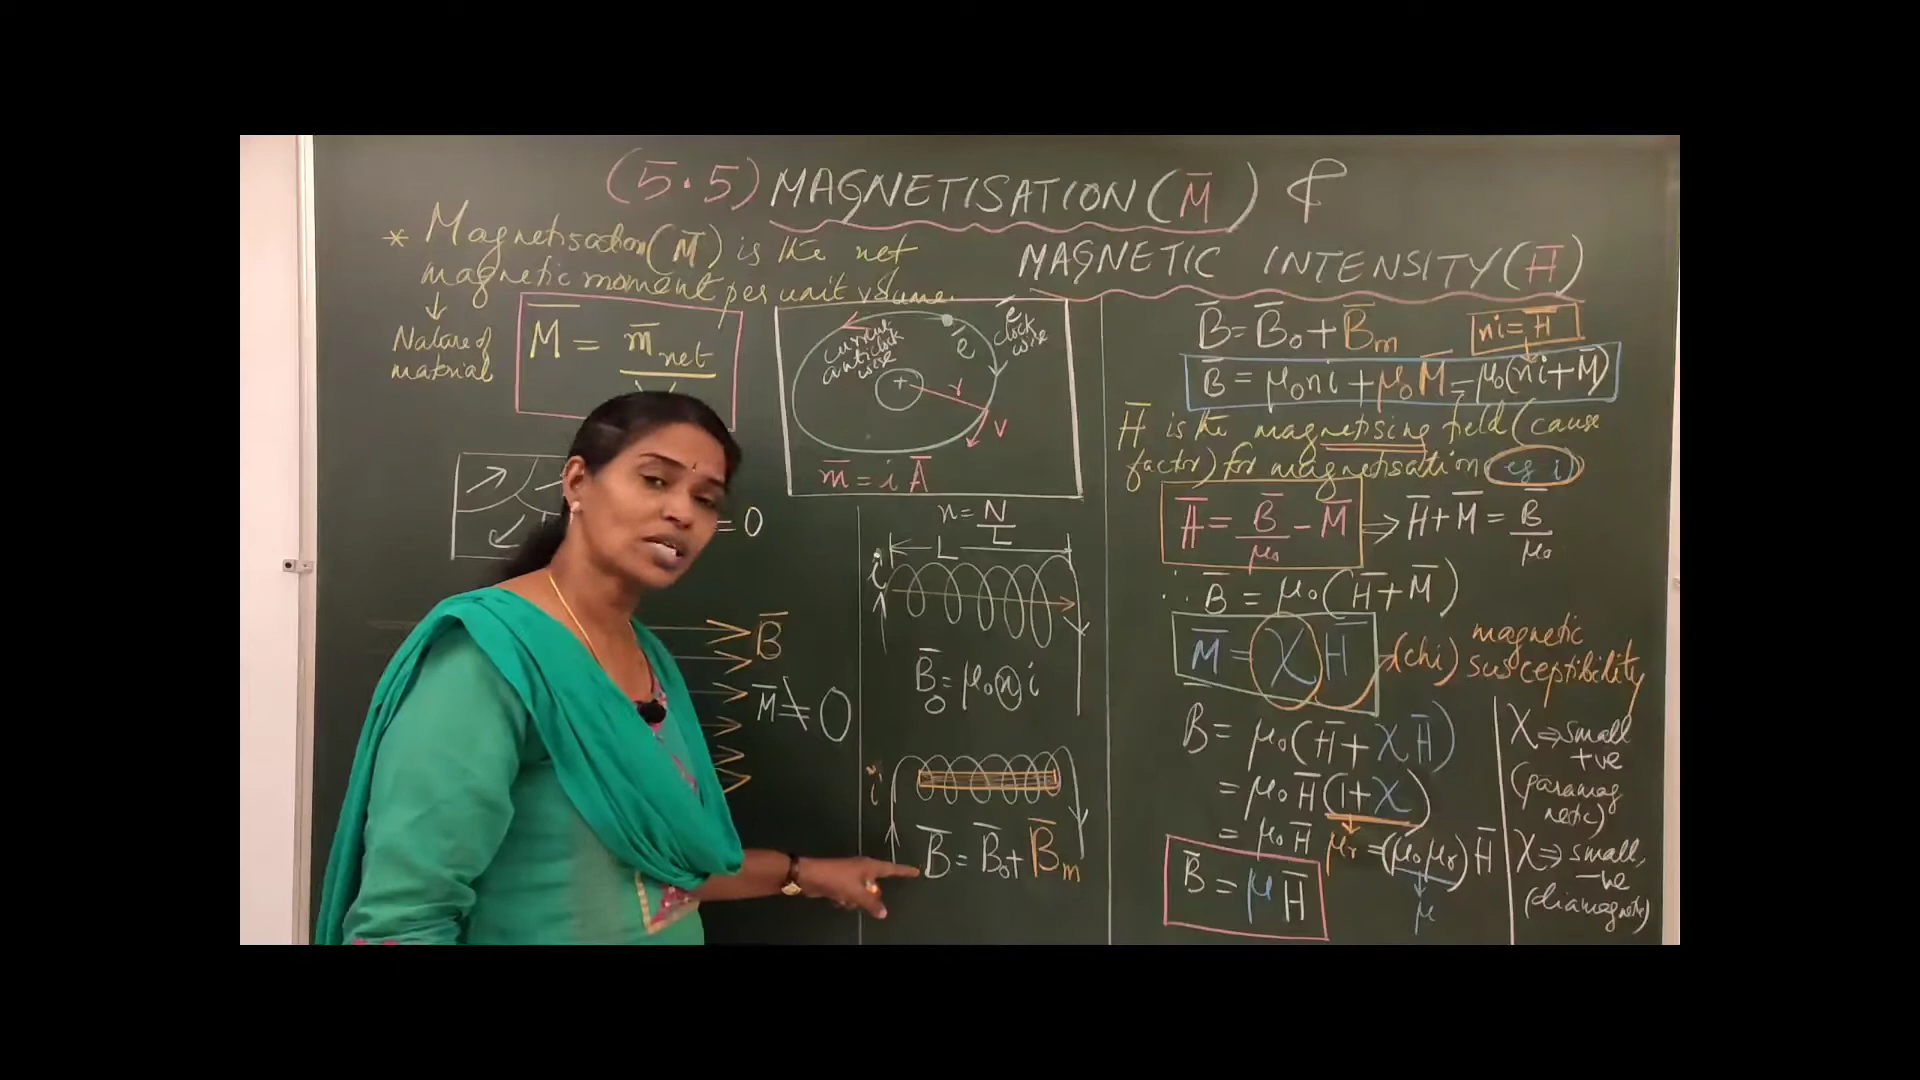 (5.5) MAGNETISATION (M̅) &
MAGNETIC INTENSITY (H̅)
* Magnetisation (M̅) is the net
magnetic moment per unit volume.
↓
Nature of
material
M̅ = m̅net
= 0
B̅
M̅ ≠ 0
current
anticlock
wise
+
e̅
e̅
clock
wise
r
v
m̅ = i A̅
n = N/L
L
i
B̅0 = μ0 n i
i
B̅ = B̅0 + B̅m
B̅ = B̅0 + B̅m
ni = H̅
B̅ = μ0ni + μ0M̅ = μ0(ni + M̅)
H̅ is the magnetising field (cause
factor) for magnetisation (eg i)
H̅ = B̅/μ0 - M̅ ⇒ H̅ + M̅ = B̅/μ0
∴ B̅ = μ0(H̅ + M̅)
M̅ = χ H̅ (chi) magnetic
susceptibility
B = μ0(H̅ + χH̅)
= μ0H̅(1 + χ)
= μ0H̅ μr = (μ0μr)H̅
μ
B̅ = μH̅
χ ⇒ small
+ve
(paramag
netic)
χ ⇒ small,
-ve
(diamagnetic)